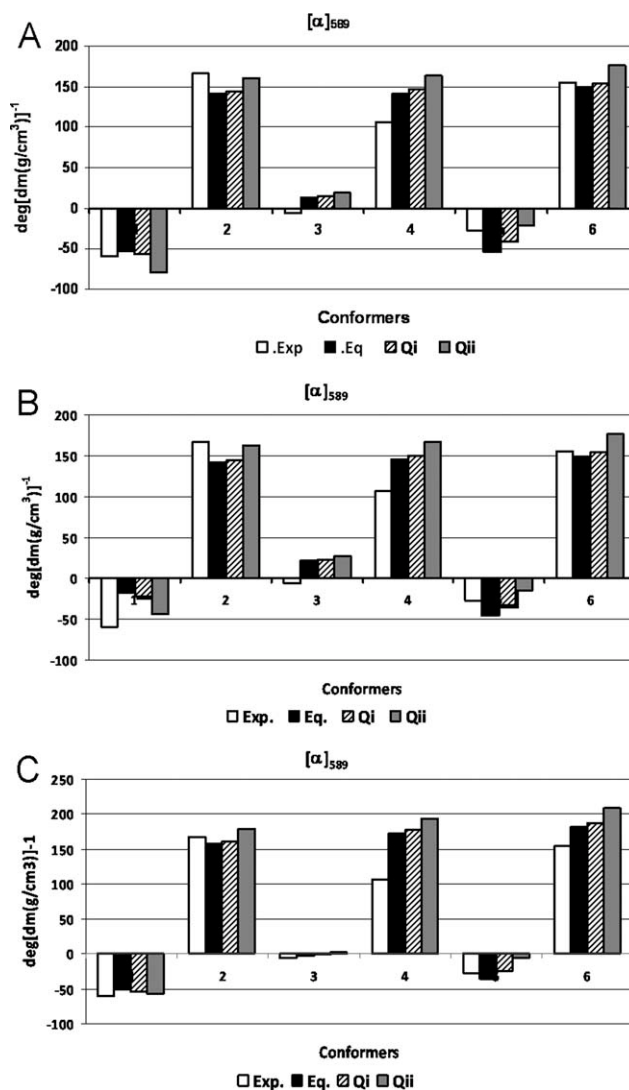 A
[α]589
deg[dm(g/cm3)]-1
200
150
100
50
0
-50
-100
2
3
4
6
Conformers
.Exp .Eq Qi Qii
B
[α]589
deg[dm(g/cm3)]-1
200
150
100
50
0
-50
-100
1
2
3
4
6
Conformers
Exp. Eq. Qi Qii
C
[α]589
deg[dm(g/cm3)]-1
250
200
150
100
50
0
-50
-100
2
3
4
6
Conformers
Exp. Eq. Qi Qii